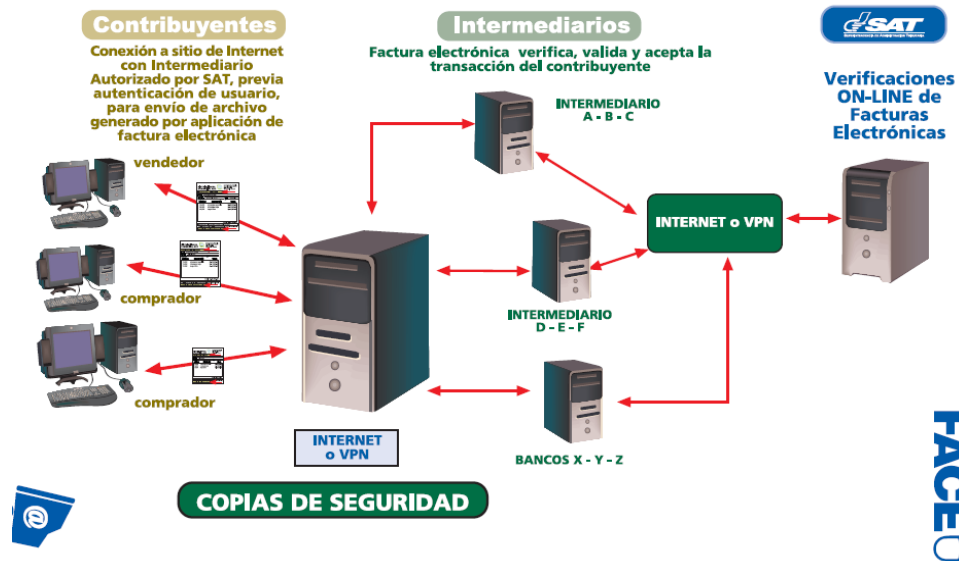 Contribuyentes
Conexión a sitio de Internet
con Intermediario
Autorizado por SAT, previa
autenticación de usuario,
para envío de archivo
generado por aplicación de
factura electrónica
vendedor
comprador
comprador
INTERNET
o VPN
COPIAS DE SEGURIDAD
Intermediarios
Factura electrónica verifica, valida y acepta la
transacción del contribuyente
INTERMEDIARIO
A - B - C
INTERMEDIARIO
D - E - F
BANCOS X - Y - Z
INTERNET o VPN
SAT
Verificaciones
ON-LINE de
Facturas
Electrónicas
@